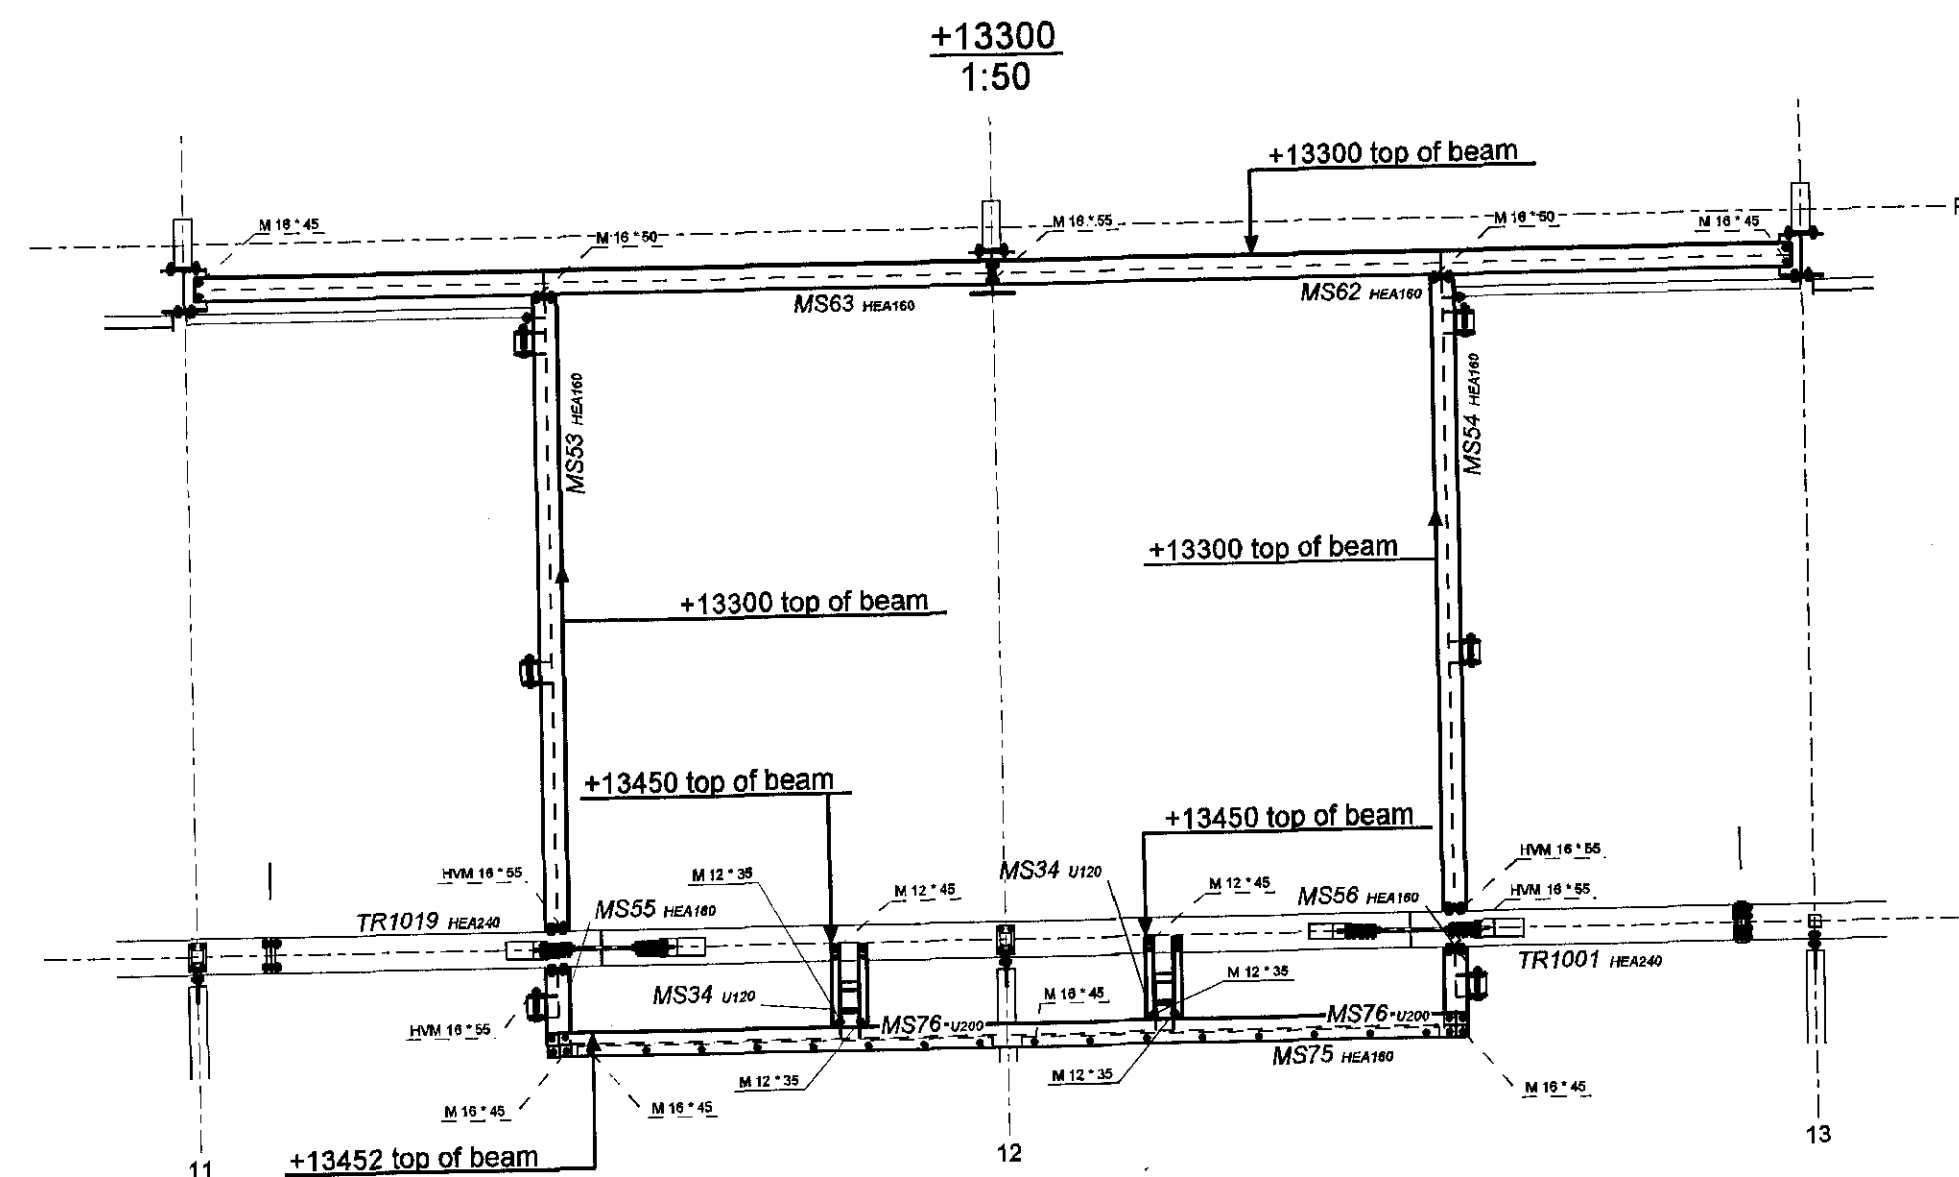 +13300
1:50
+13300 top of beam
M 16 * 45
M 16 * 50
M 16 * 55
M 16 * 50
M 16 * 45
MS63 HEA160
MS62 HEA160
MS53 HEA160
MS54 HEA160
+13300 top of beam
+13300 top of beam
+13450 top of beam
+13450 top of beam
HVM 16 * 55
M 12 * 35
M 12 * 45
MS34 U120
M 12 * 45
MS56 HEA160
HVM 16 * 55
HVM 16 * 55
TR1019 HEA240
MS55 HEA160
TR1001 HEA240
MS34 U120
M 12 * 35
M 16 * 45
HVM 16 * 55
MS76 U200
MS76 U200
MS75 HEA160
M 12 * 35
M 12 * 35
M 16 * 45
M 16 * 45
M 16 * 45
+13452 top of beam
11
12
13